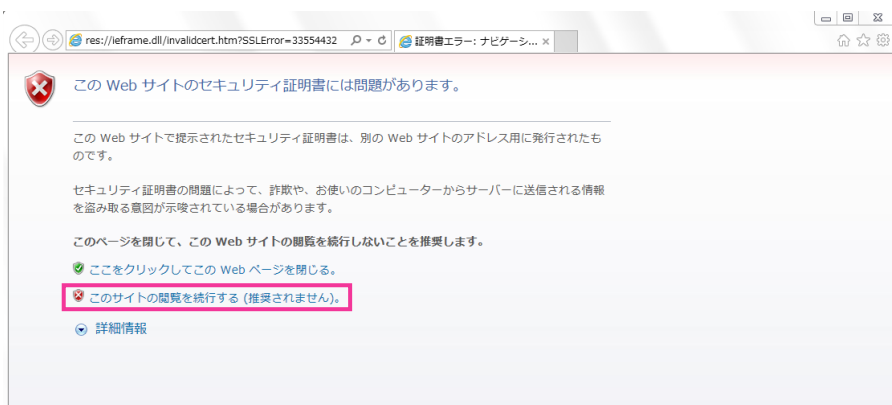 res://ieframe.dll/invalidcert.htm?SSLError=33554432
証明書エラー: ナビゲーシ... ×
この Web サイトのセキュリティ証明書には問題があります。
この Web サイトで提示されたセキュリティ証明書は、別の Web サイトのアドレス用に発行されたも
のです。
セキュリティ証明書の問題によって、詐欺や、お使いのコンピューターからサーバーに送信される情報
を盗み取る意図が示唆されている場合があります。
このページを閉じて、この Web サイトの閲覧を続行しないことを推奨します。
ここをクリックしてこの Web ページを閉じる。
このサイトの閲覧を続行する (推奨されません)。
詳細情報